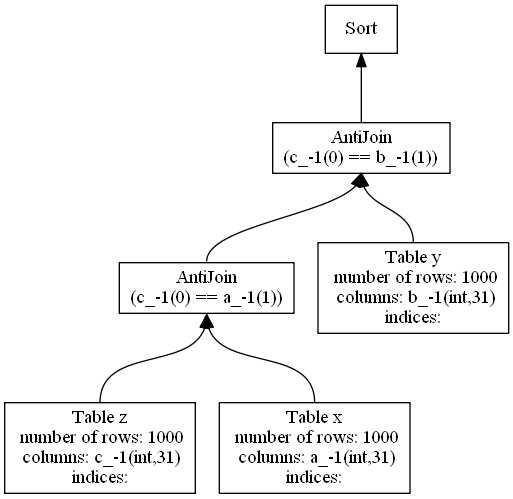 Sort
AntiJoin
(c_-1(0) == b_-1(1))
AntiJoin
(c_-1(0) == a_-1(1))
Table y
number of rows: 1000
columns: b_-1(int,31)
indices:
Table z
number of rows: 1000
columns: c_-1(int,31)
indices:
Table x
number of rows: 1000
columns: a_-1(int,31)
indices: